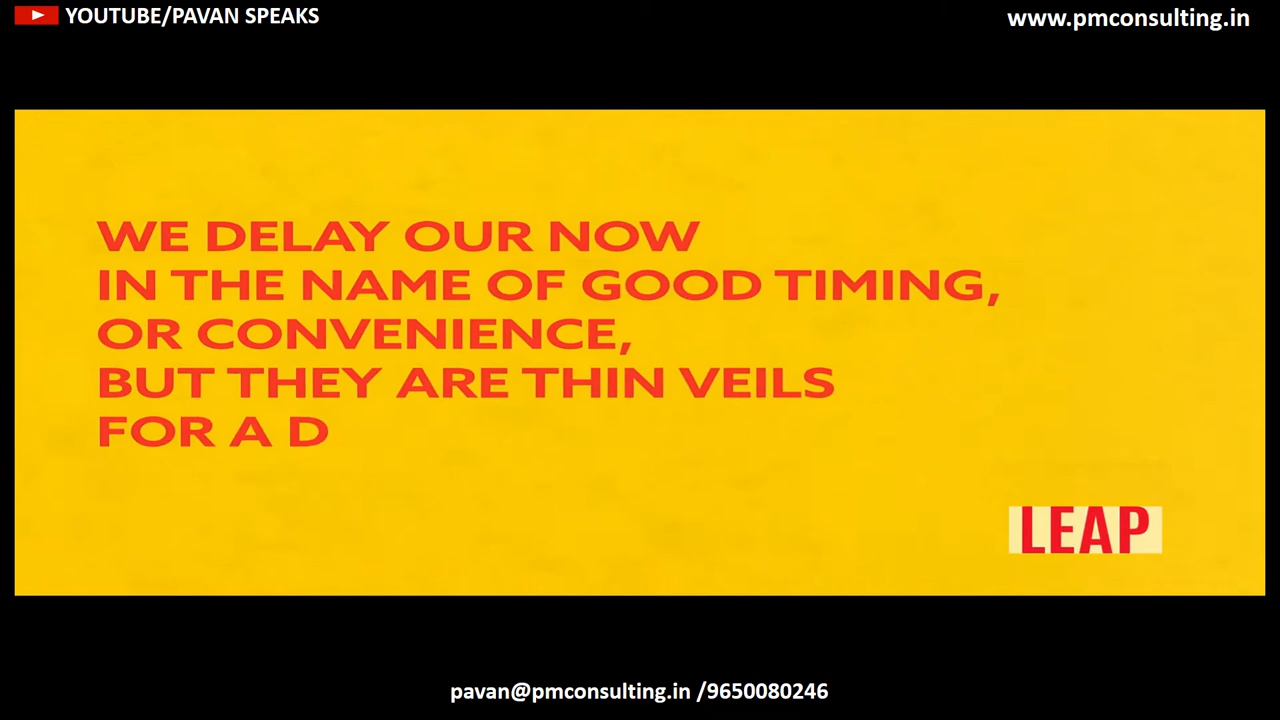 YOUTUBE/PAVAN SPEAKS
www.pmconsulting.in
WE DELAY OUR NOW
IN THE NAME OF GOOD TIMING,
OR CONVENIENCE,
BUT THEY ARE THIN VEILS
FOR A D
LEAP
pavan@pmconsulting.in /9650080246